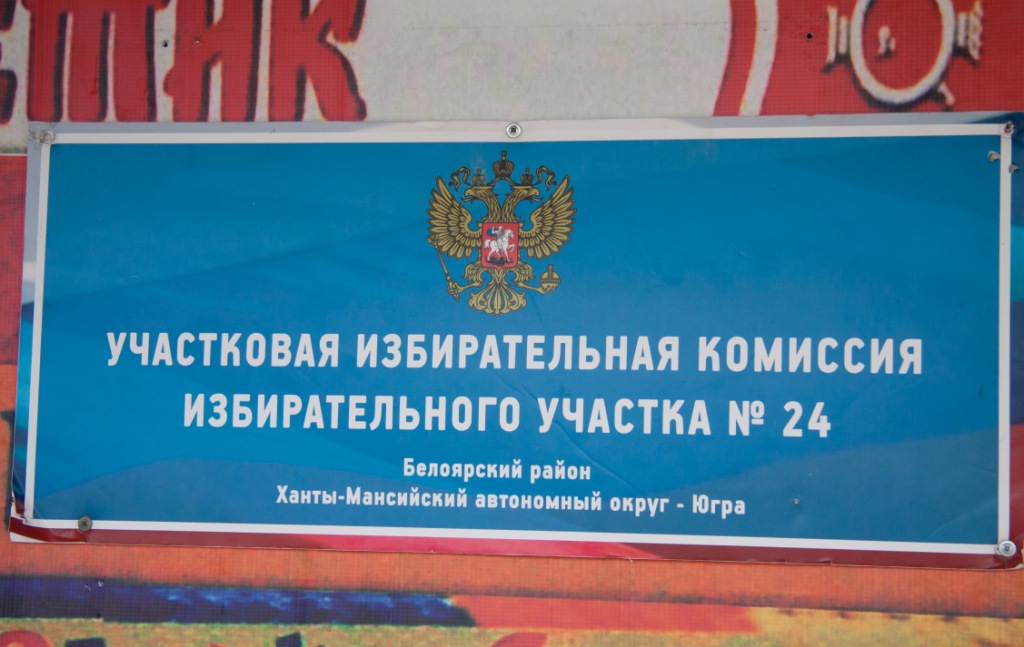 УЧАСТКОВАЯ ИЗБИРАТЕЛЬНАЯ КОМИССИЯ
ИЗБИРАТЕЛЬНОГО УЧАСТКА № 24
Белоярский район
Ханты-Мансийский автономный округ - Югра